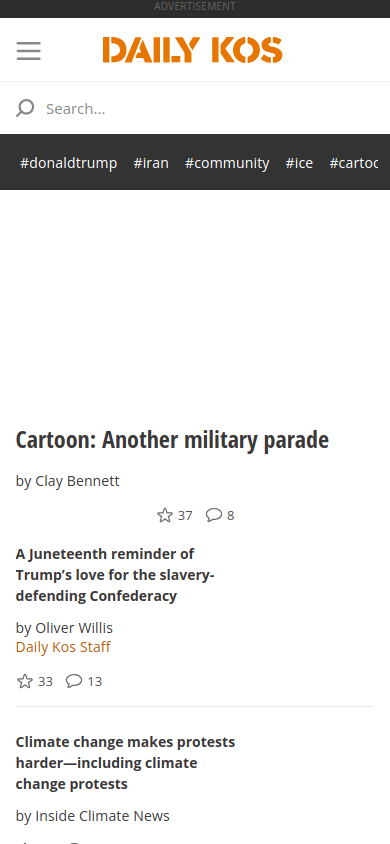 ADVERTISEMENT
DAILY KOS
Search...
#donaldtrump #iran #community #ice #cartoc
Cartoon: Another military parade
by Clay Bennett
37 8
A Juneteenth reminder of
Trump's love for the slavery-
defending Confederacy
by Oliver Willis
Daily Kos Staff
33 13
Climate change makes protests
harder—including climate
change protests
by Inside Climate News